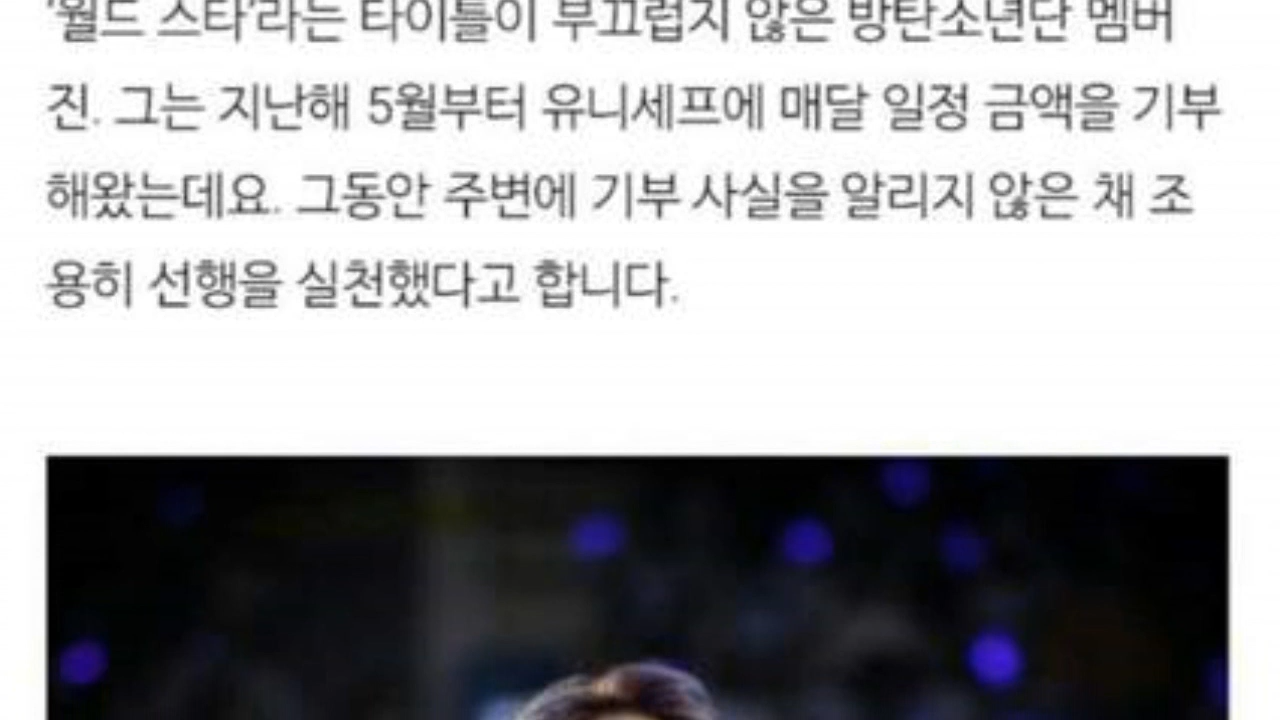 '월드 스타'라는 타이틀이 부끄럽지 않은 방탄소년단 멤버
진. 그는 지난해 5월부터 유니세프에 매달 일정 금액을 기부
해왔는데요. 그동안 주변에 기부 사실을 알리지 않은 채 조
용히 선행을 실천했다고 합니다.